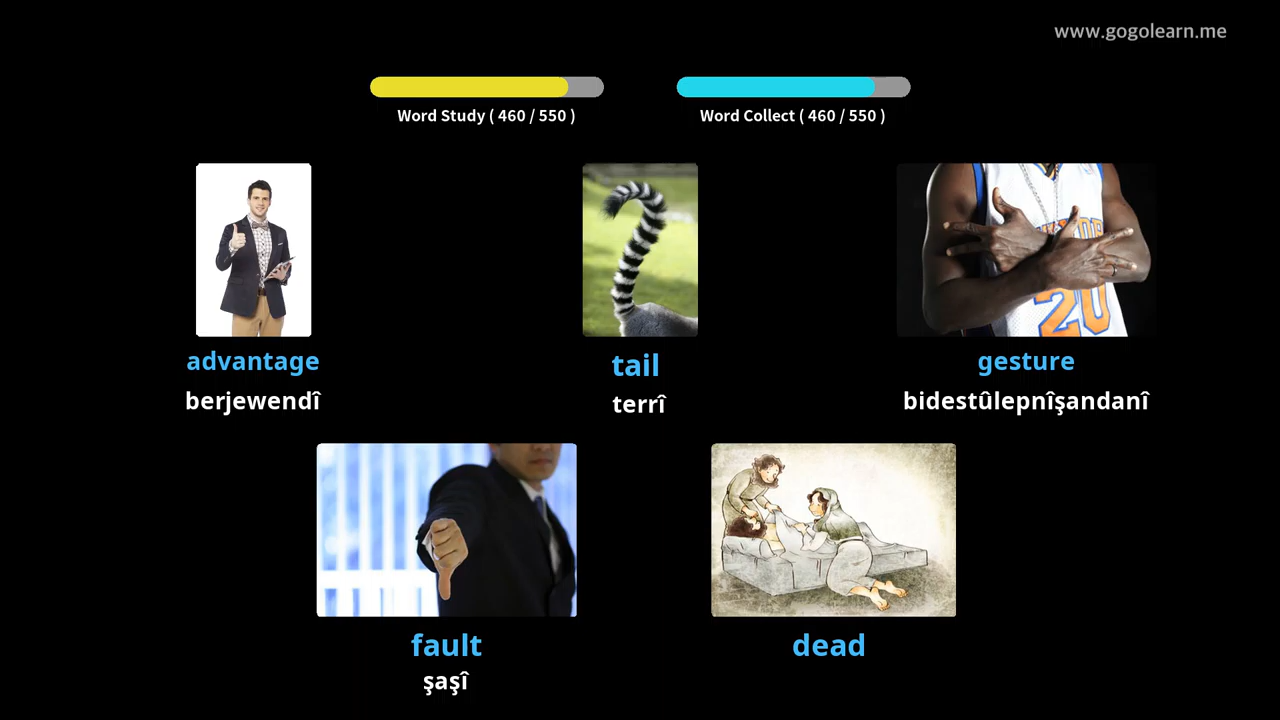 www.gogolearn.me
Word Study ( 460 / 550 )
Word Collect ( 460 / 550 )
advantage
berjewendî
tail
terrî
gesture
bidestûlepnîşandanî
20
fault
şaşî
dead